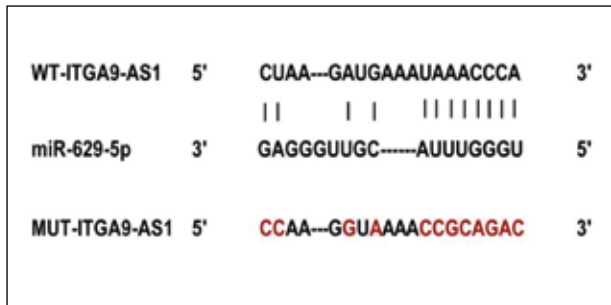 WT-ITGA9-AS1 5' CUAA---GAUGAAAUAAACCCA 3'
miR-629-5p 3' GAGGGUUGC------AUUUGGGU 5'
MUT-ITGA9-AS1 5' CCAA---GGUAAAACCGCAGAC 3'